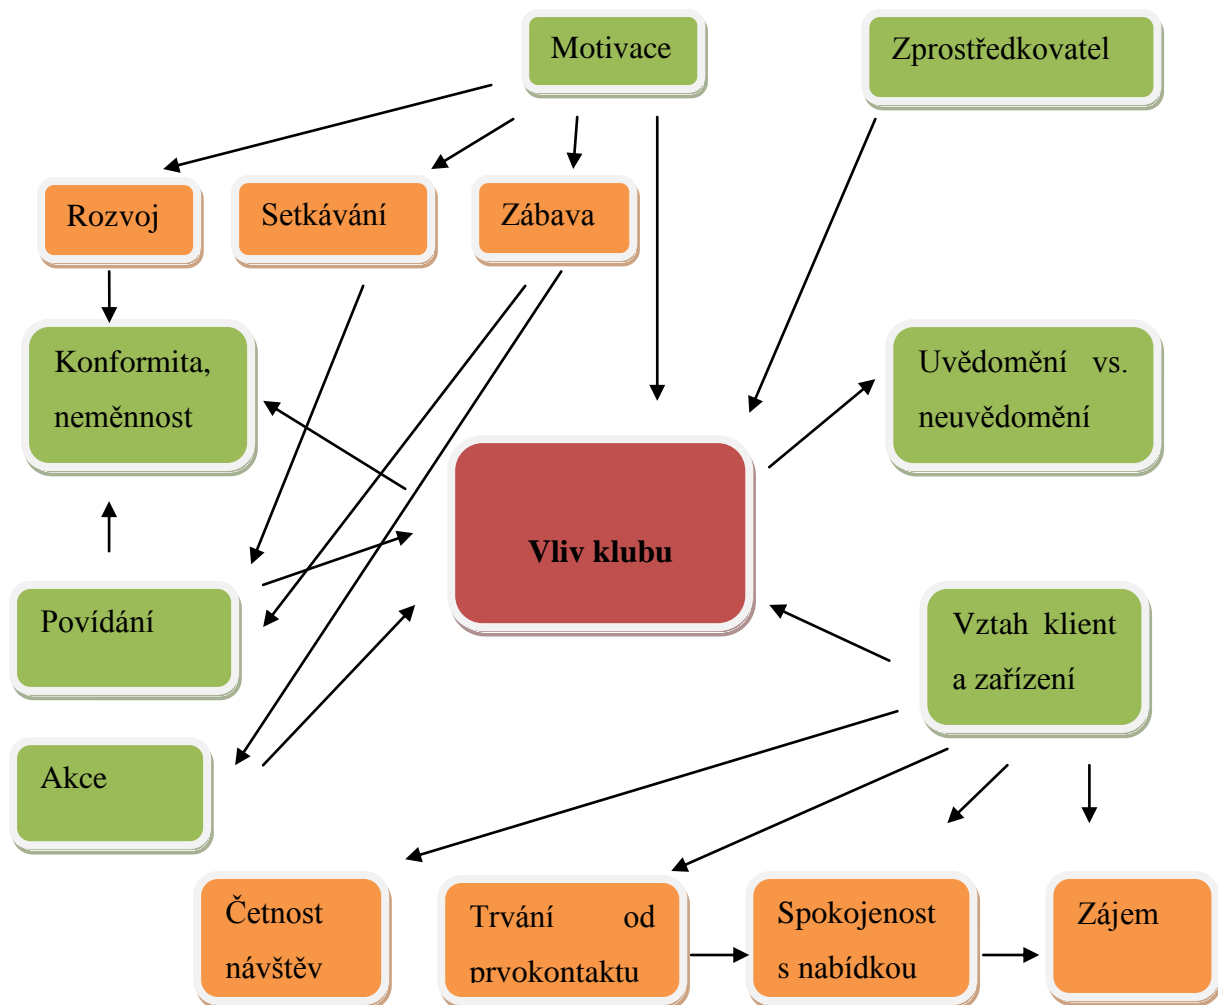 Motivace
Zprostředkovatel
Rozvoj
Setkávání
Zábava
Konformita,
neměnnost
Uvědomění vs.
neuvědomění
Vliv klubu
Povídání
Vztah klient
a zařízení
Akce
Četnost
návštěv
Trvání od
prvokontaktu
Spokojenost
s nabídkou
Zájem